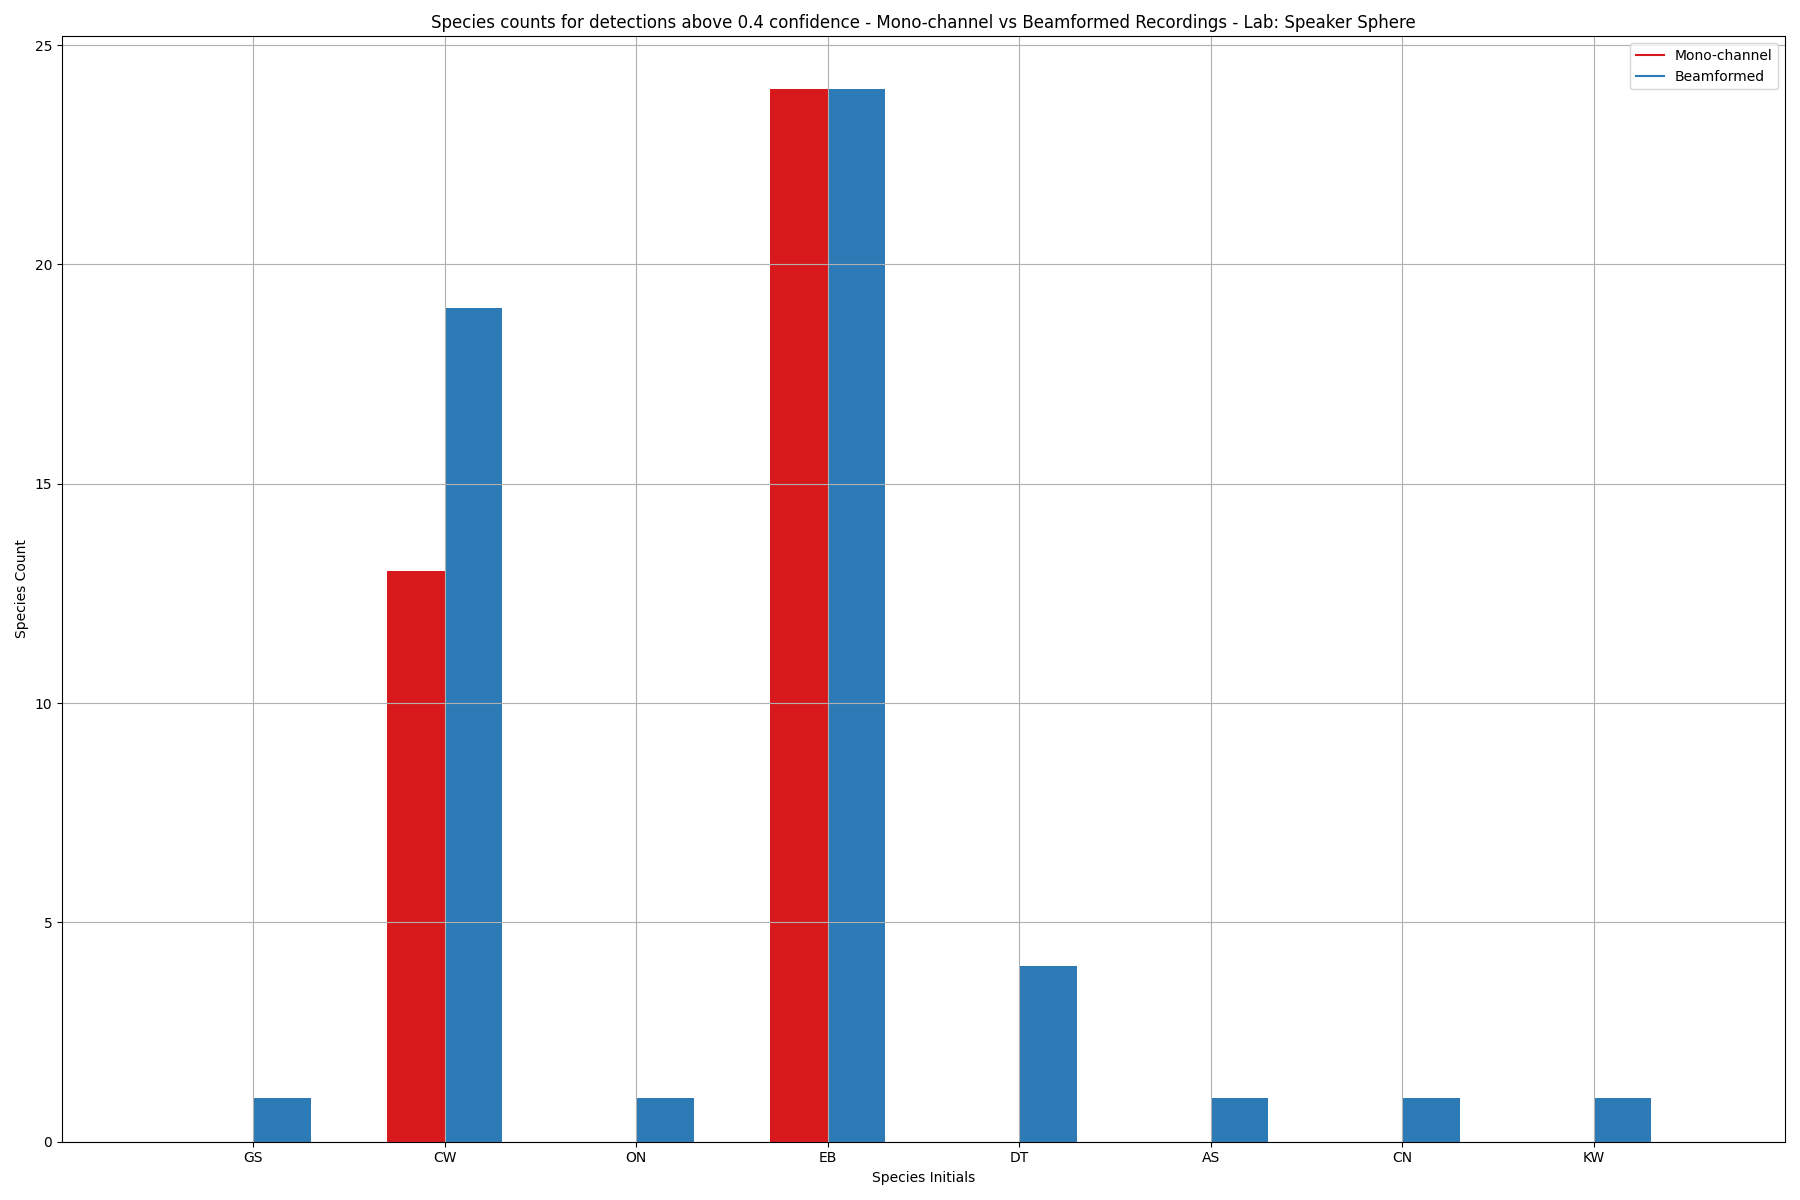 Species counts for detections above 0.4 confidence - Mono-channel vs Beamformed Recordings - Lab: Speaker Sphere
Mono-channel
Beamformed
25
20
15
10
5
0
Species Count
GS CW ON EB DT AS CN KW
Species Initials